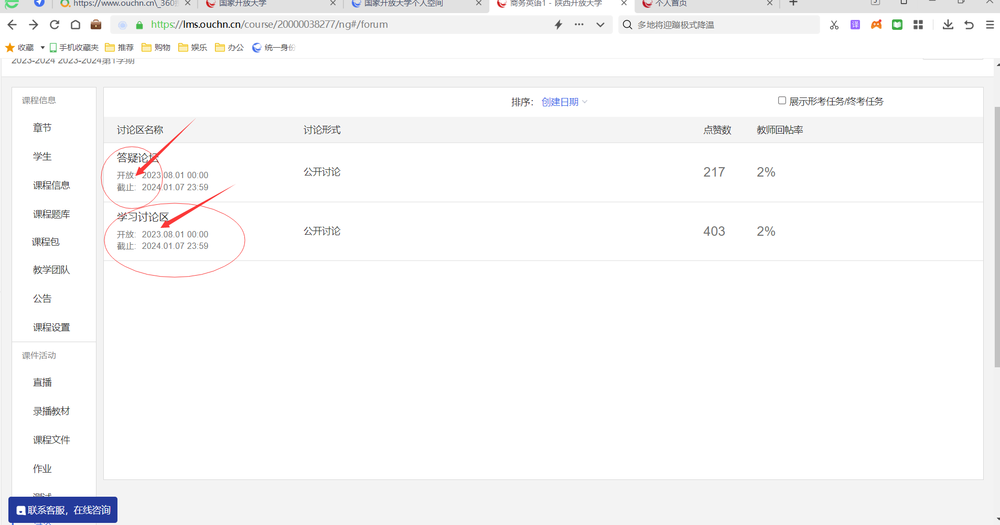 https://www.ouchn.cn\_360搜
国家开放大学
国家开放大学个人空间
商务英语1 - 陕西开放大学
个人首页
https://lms.ouchn.cn/course/20000038277/ng#/forum
多地将迎蹦极式降温
译
收藏
手机收藏夹
推荐
购物
娱乐
办公
统一身份
2023-2024 2023-2024第1学期
课程信息
章节
学生
课程信息
课程题库
课程包
教学团队
公告
课程设置
课件活动
直播
录播教材
课程文件
作业
测试
联系客服，在线咨询
排序：
创建日期
展示形考任务/终考任务
讨论区名称
讨论形式
点赞数
教师回帖率
答疑论坛
开放: 2023.08.01 00:00
截止: 2024.01.07 23:59
公开讨论
217
2%
学习讨论区
开放: 2023.08.01 00:00
截止: 2024.01.07 23:59
公开讨论
403
2%